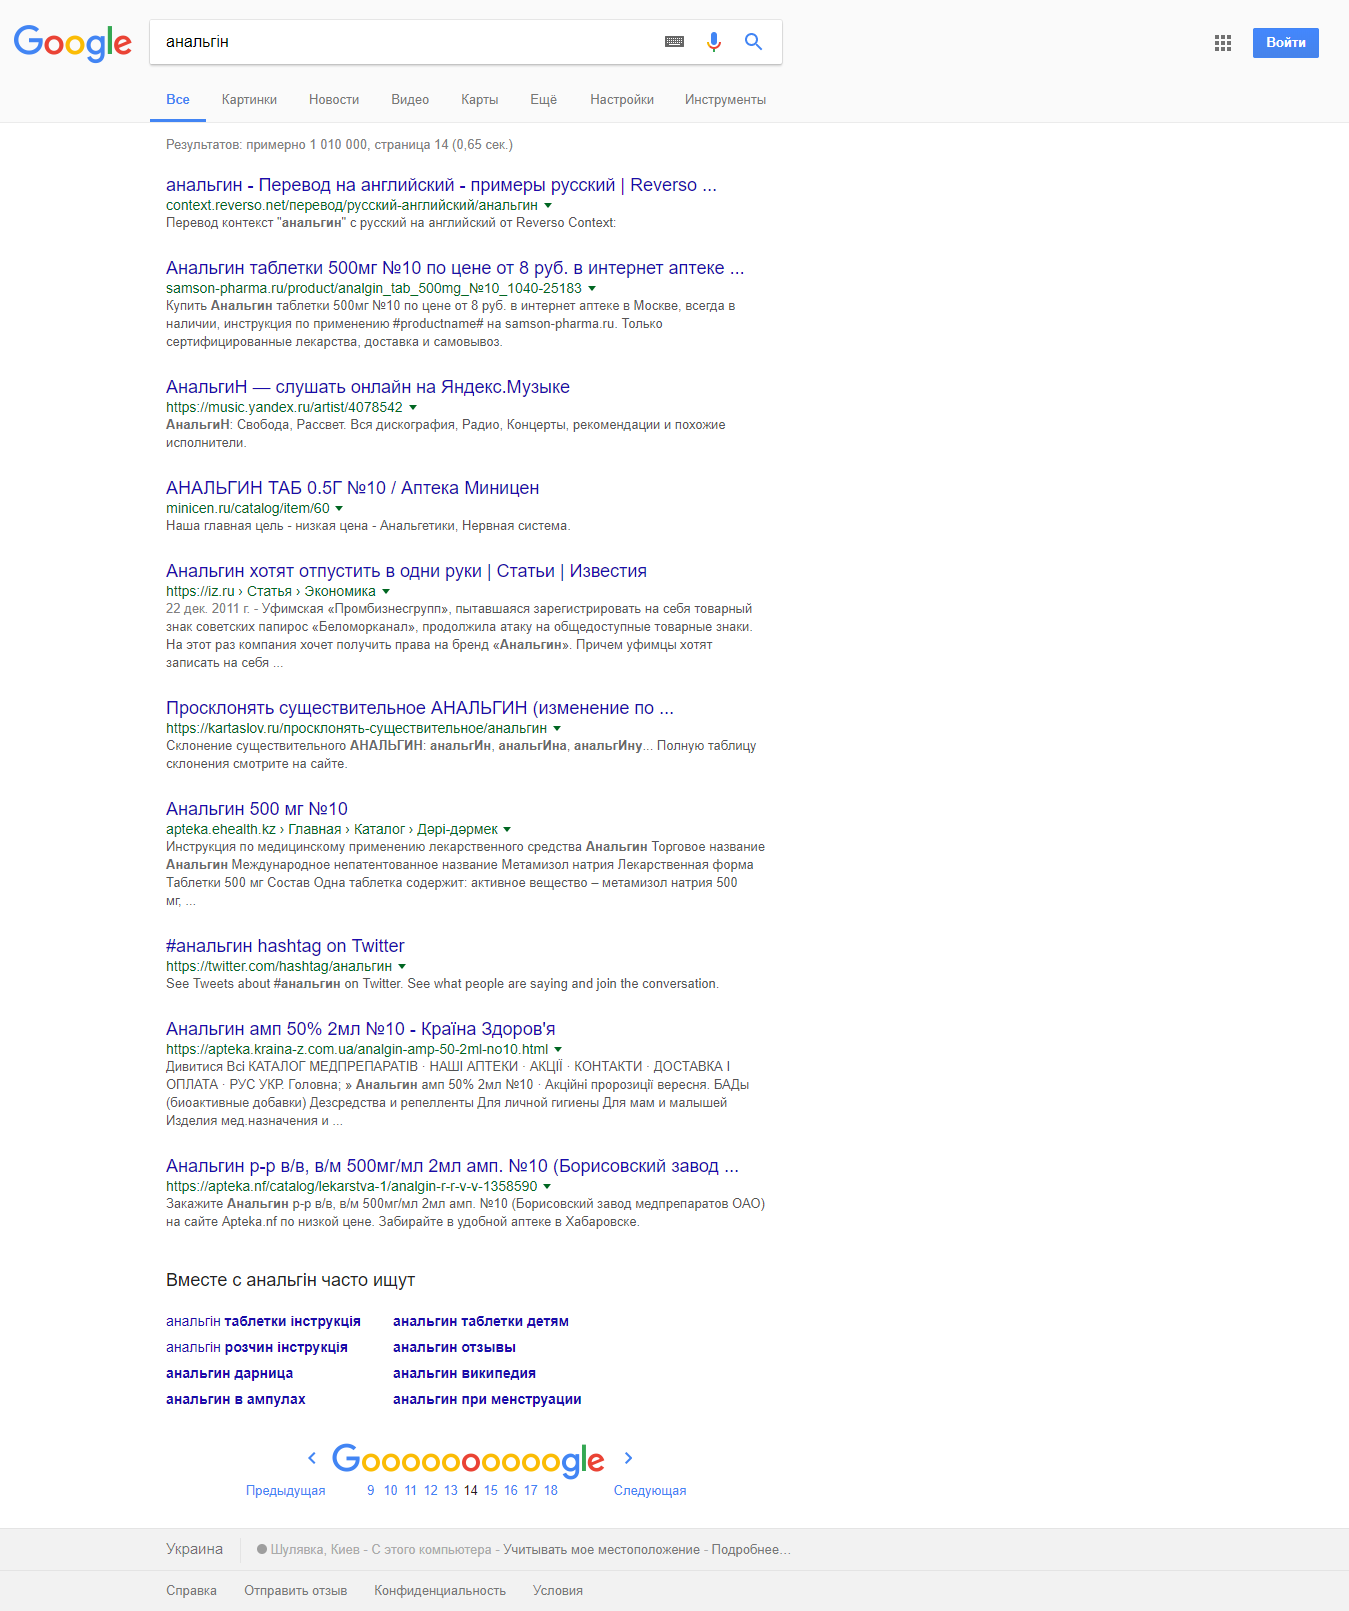 Google
анальгін
Войти
Все Картинки Новости Видео Карты Ещё Настройки Инструменты
Результатов: примерно 1 010 000, страница 14 (0,65 сек.)
анальгин - Перевод на английский - примеры русский | Reverso ...
context.reverso.net/перевод/русский-английский/анальгин
Перевод контекст "анальгин" c русский на английский от Reverso Context:
Анальгин таблетки 500мг №10 по цене от 8 руб. в интернет аптеке ...
samson-pharma.ru/product/analgin_tab_500mg_№10_1040-25183
Купить Анальгин таблетки 500мг №10 по цене от 8 руб. в интернет аптеке в Москве, всегда в
наличии, инструкция по применению #productname# на samson-pharma.ru. Только
сертифицированные лекарства, доставка и самовывоз.
АнальгиН — слушать онлайн на Яндекс.Музыке
https://music.yandex.ru/artist/4078542
АнальгиН: Свобода, Рассвет. Вся дискография, Радио, Концерты, рекомендации и похожие
исполнители.
АНАЛЬГИН ТАБ 0.5Г №10 / Аптека Миницен
minicen.ru/catalog/item/60
Наша главная цель - низкая цена - Анальгетики, Нервная система.
Анальгин хотят отпустить в одни руки | Статьи | Известия
https://iz.ru › Статья › Экономика
22 дек. 2011 г. - Уфимская «Промбизнесгрупп», пытавшаяся зарегистрировать на себя товарный
знак советских папирос «Беломорканал», продолжила атаку на общедоступные товарные знаки.
На этот раз компания хочет получить права на бренд «Анальгин». Причем уфимцы хотят
записать на себя ...
Просклонять существительное АНАЛЬГИН (изменение по ...
https://kartaslov.ru/просклонять-существительное/анальгин
Склонение существительного АНАЛЬГИН: анальгИн, анальгИна, анальгИну... Полную таблицу
склонения смотрите на сайте.
Анальгин 500 мг №10
apteka.ehealth.kz › Главная › Каталог › Дәрі-дәрмек
Инструкция по медицинскому применению лекарственного средства Анальгин Торговое название
Анальгин Международное непатентованное название Метамизол натрия Лекарственная форма
Таблетки 500 мг Состав Одна таблетка содержит: активное вещество – метамизол натрия 500
мг, ...
#анальгин hashtag on Twitter
https://twitter.com/hashtag/анальгин
See Tweets about #анальгин on Twitter. See what people are saying and join the conversation.
Анальгин амп 50% 2мл №10 - Країна Здоров'я
https://apteka.kraina-z.com.ua/analgin-amp-50-2ml-no10.html
Дивитися Всі КАТАЛОГ МЕДПРЕПАРАТІВ · НАШІ АПТЕКИ · АКЦІЇ · КОНТАКТИ · ДОСТАВКА І
ОПЛАТА · РУС УКР. Головна; » Анальгин амп 50% 2мл №10 · Акційні пророзиції вересня. БАДы
(биоактивные добавки) Дезсредства и репелленты Для личной гигиены Для мам и малышей
Изделия мед.назначения и ...
Анальгин р-р в/в, в/м 500мг/мл 2мл амп. №10 (Борисовский завод ...
https://apteka.nf/catalog/lekarstva-1/analgin-r-r-v-v-1358590
Закажите Анальгин р-р в/в, в/м 500мг/мл 2мл амп. №10 (Борисовский завод медпрепаратов ОАО)
на сайте Apteka.nf по низкой цене. Забирайте в удобной аптеке в Хабаровске.
Вместе с анальгін часто ищут
анальгін таблетки інструкція анальгин таблетки детям
анальгін розчин інструкція анальгин отзывы
анальгин дарница анальгин википедия
анальгин в ампулах анальгин при менструации
Goooooooooogle
Предыдущая 9 10 11 12 13 14 15 16 17 18 Следующая
Украина Шулявка, Киев - С этого компьютера - Учитывать мое местоположение - Подробнее…
Справка Отправить отзыв Конфиденциальность Условия